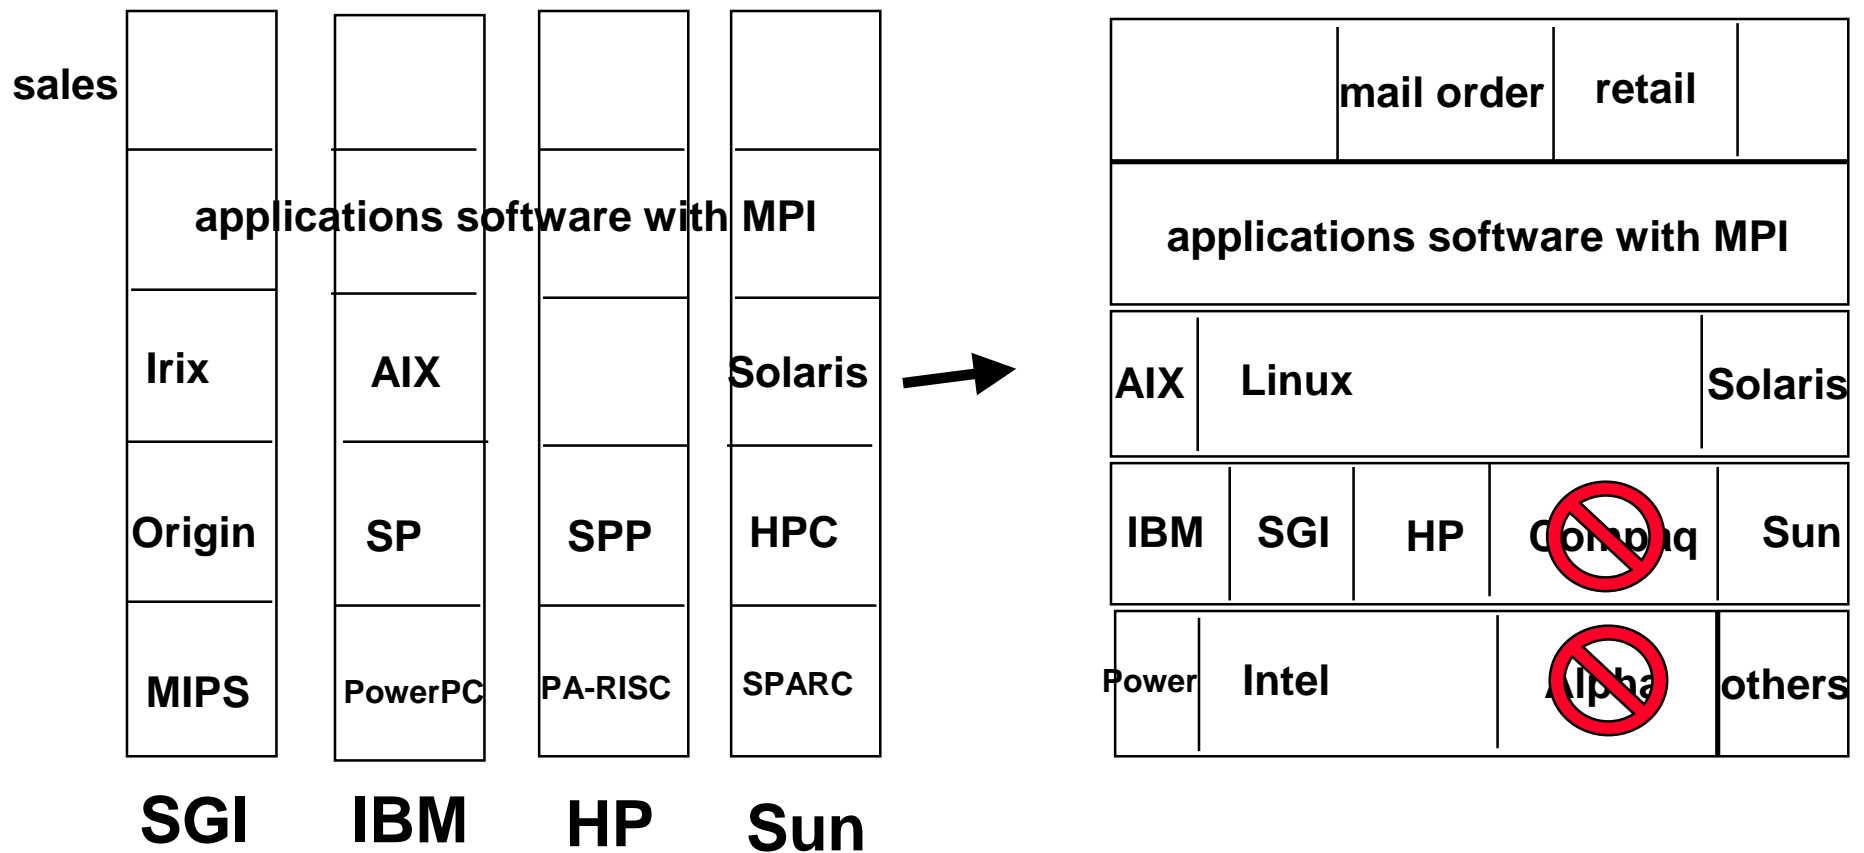 sales
applications software with MPI
Irix
AIX
Solaris
Origin
SP
SPP
HPC
MIPS
PowerPC
PA-RISC
SPARC
SGI
IBM
HP
Sun
mail order
retail
applications software with MPI
AIX
Linux
Solaris
IBM
SGI
HP
Compaq
Sun
Power
Intel
Alpha
others